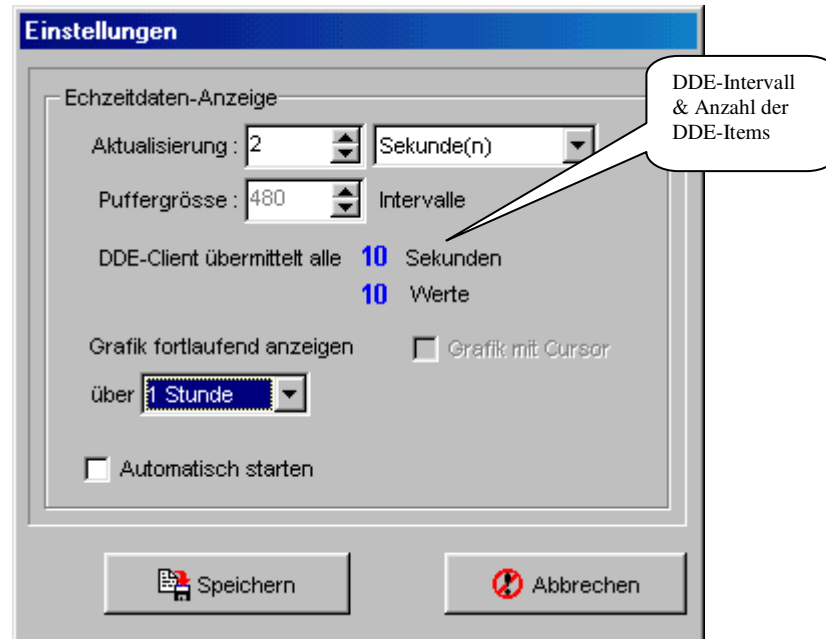 Einstellungen
Echzeitdaten-Anzeige
DDE-Intervall
& Anzahl der
DDE-Items
Aktualisierung : 2 Sekunde(n)
Puffergrösse : 480 Intervalle
DDE-Client übermittelt alle 10 Sekunden
10 Werte
Grafik fortlaufend anzeigen Grafik mit Cursor
über 1 Stunde
Automatisch starten
Speichern Abbrechen